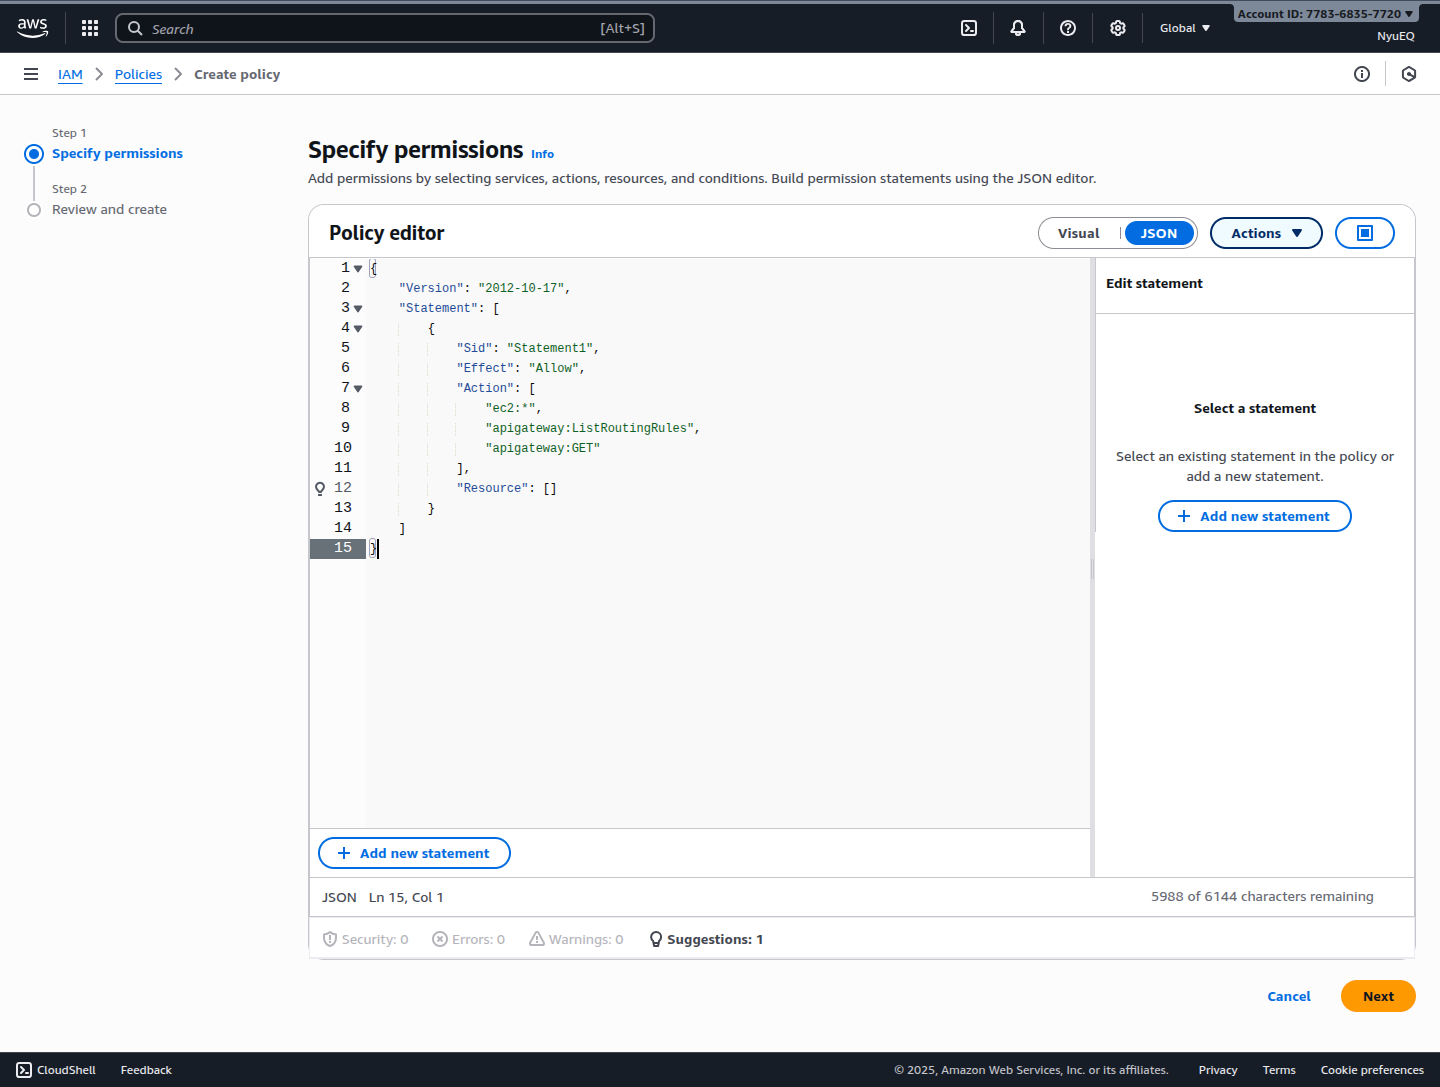 aws
Search [Alt+S]
Global
Account ID: 7783-6835-7720
NyuEQ
IAM Policies Create policy
Step 1
Specify permissions
Step 2
Review and create
Specify permissions Info
Add permissions by selecting services, actions, resources, and conditions. Build permission statements using the JSON editor.
Policy editor
Visual JSON Actions
1 {
2 "Version": "2012-10-17",
3 "Statement": [
4 {
5 "Sid": "Statement1",
6 "Effect": "Allow",
7 "Action": [
8 "ec2:*",
9 "apigateway:ListRoutingRules",
10 "apigateway:GET"
11 ],
12 "Resource": []
13 }
14 ]
15 }
+ Add new statement
Edit statement
Select a statement
Select an existing statement in the policy or
add a new statement.
+ Add new statement
JSON Ln 15, Col 1
5988 of 6144 characters remaining
Security: 0 Errors: 0 Warnings: 0 Suggestions: 1
Cancel Next
CloudShell Feedback
© 2025, Amazon Web Services, Inc. or its affiliates. Privacy Terms Cookie preferences